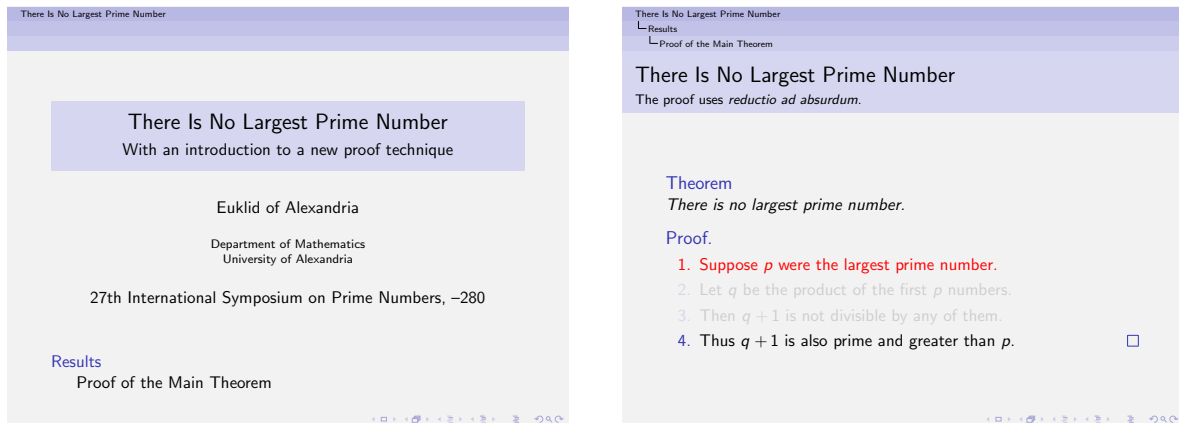 There Is No Largest Prime Number
There Is No Largest Prime Number
With an introduction to a new proof technique
Euklid of Alexandria
Department of Mathematics
University of Alexandria
27th International Symposium on Prime Numbers, –280
Results
Proof of the Main Theorem
There Is No Largest Prime Number
Results
Proof of the Main Theorem
There Is No Largest Prime Number
The proof uses reductio ad absurdum.
Theorem
There is no largest prime number.
Proof.
1. Suppose p were the largest prime number.
2. Let q be the product of the first p numbers.
3. Then q + 1 is not divisible by any of them.
4. Thus q + 1 is also prime and greater than p.